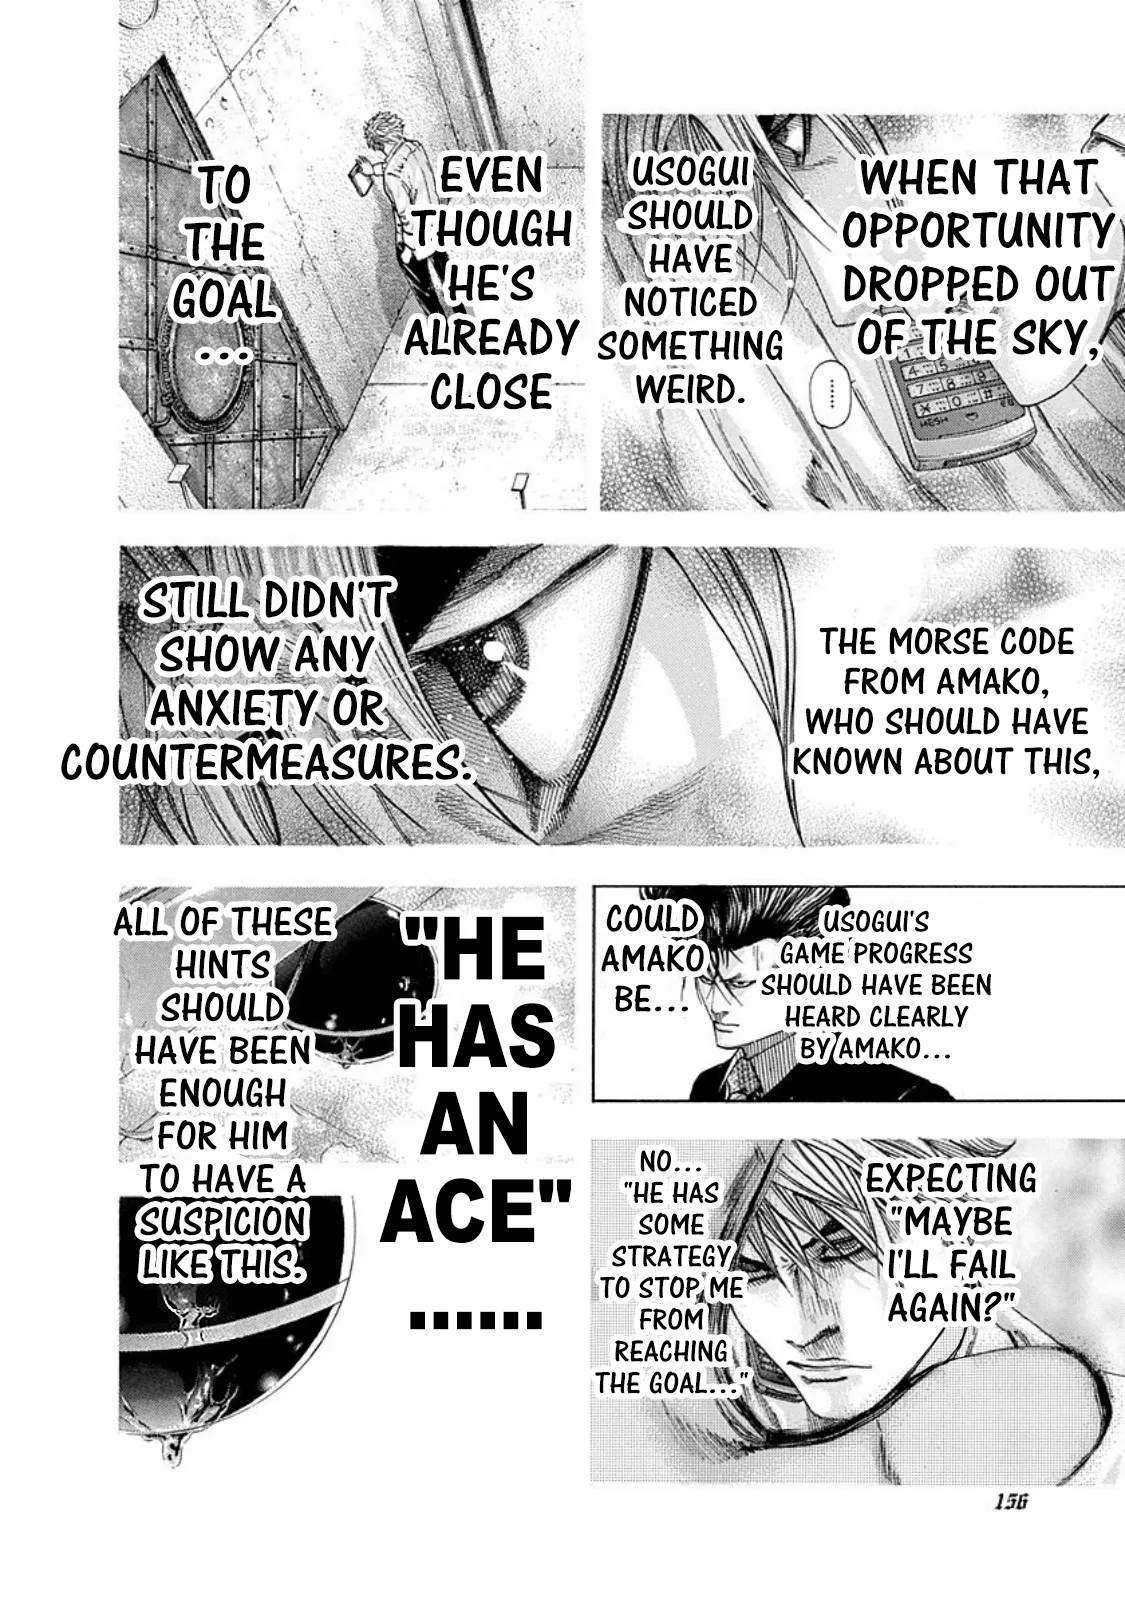 WHEN THAT
OPPORTUNITY
DROPPED OUT
OF THE SKY,
USOGUI
SHOULD
HAVE
NOTICED
SOMETHING
WEIRD.
......
MESH
EVEN
THOUGH
HE'S
ALREADY
CLOSE
TO
THE
GOAL
...
THE MORSE CODE
FROM AMAKO,
WHO SHOULD HAVE
KNOWN ABOUT THIS,
STILL DIDN'T
SHOW ANY
ANXIETY OR
COUNTERMEASURES.
USOGUI'S
GAME PROGRESS
SHOULD HAVE BEEN
HEARD CLEARLY
BY AMAKO...
COULD
AMAKO
BE...
EXPECTING
"MAYBE
I'LL FAIL
AGAIN?"
NO...
"HE HAS
SOME
STRATEGY
TO STOP ME
FROM
REACHING
THE GOAL..."
"HE
HAS
AN
ACE"
......
ALL OF THESE
HINTS
SHOULD
HAVE BEEN
ENOUGH
FOR HIM
TO HAVE A
SUSPICION
LIKE THIS.
156